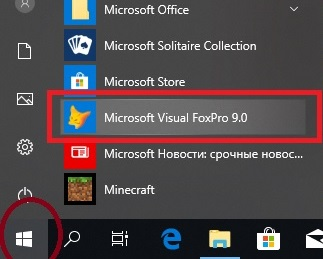 Microsoft Office
Microsoft Solitaire Collection
Microsoft Store
Microsoft Visual FoxPro 9.0
Microsoft Новости: срочные новос...
Minecraft